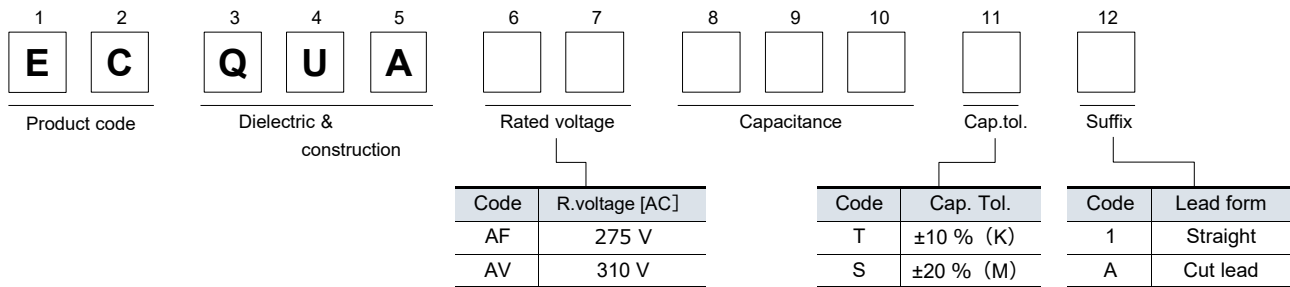 1 2 3 4 5 6 7 8 9 10 11 12
E C Q U A
Product code Dielectric & construction Rated voltage Capacitance Cap.tol. Suffix
Code R.voltage [AC］
AF 275 V
AV 310 V
Code Cap. Tol.
T ±10 %（K）
S ±20 %（M）
Code Lead form
1 Straight
A Cut lead